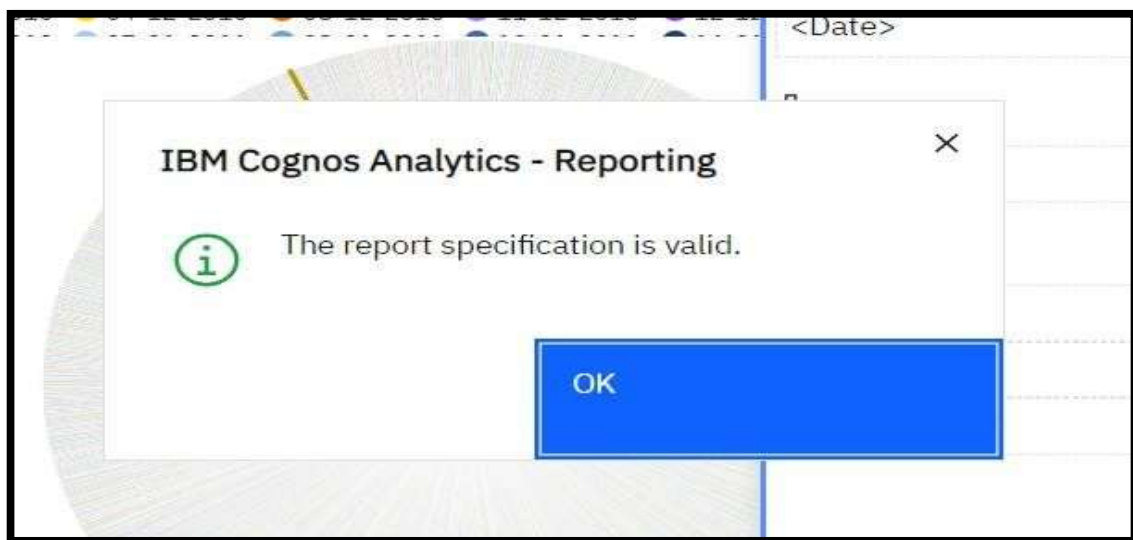 <Date>
IBM Cognos Analytics - Reporting
The report specification is valid.
OK